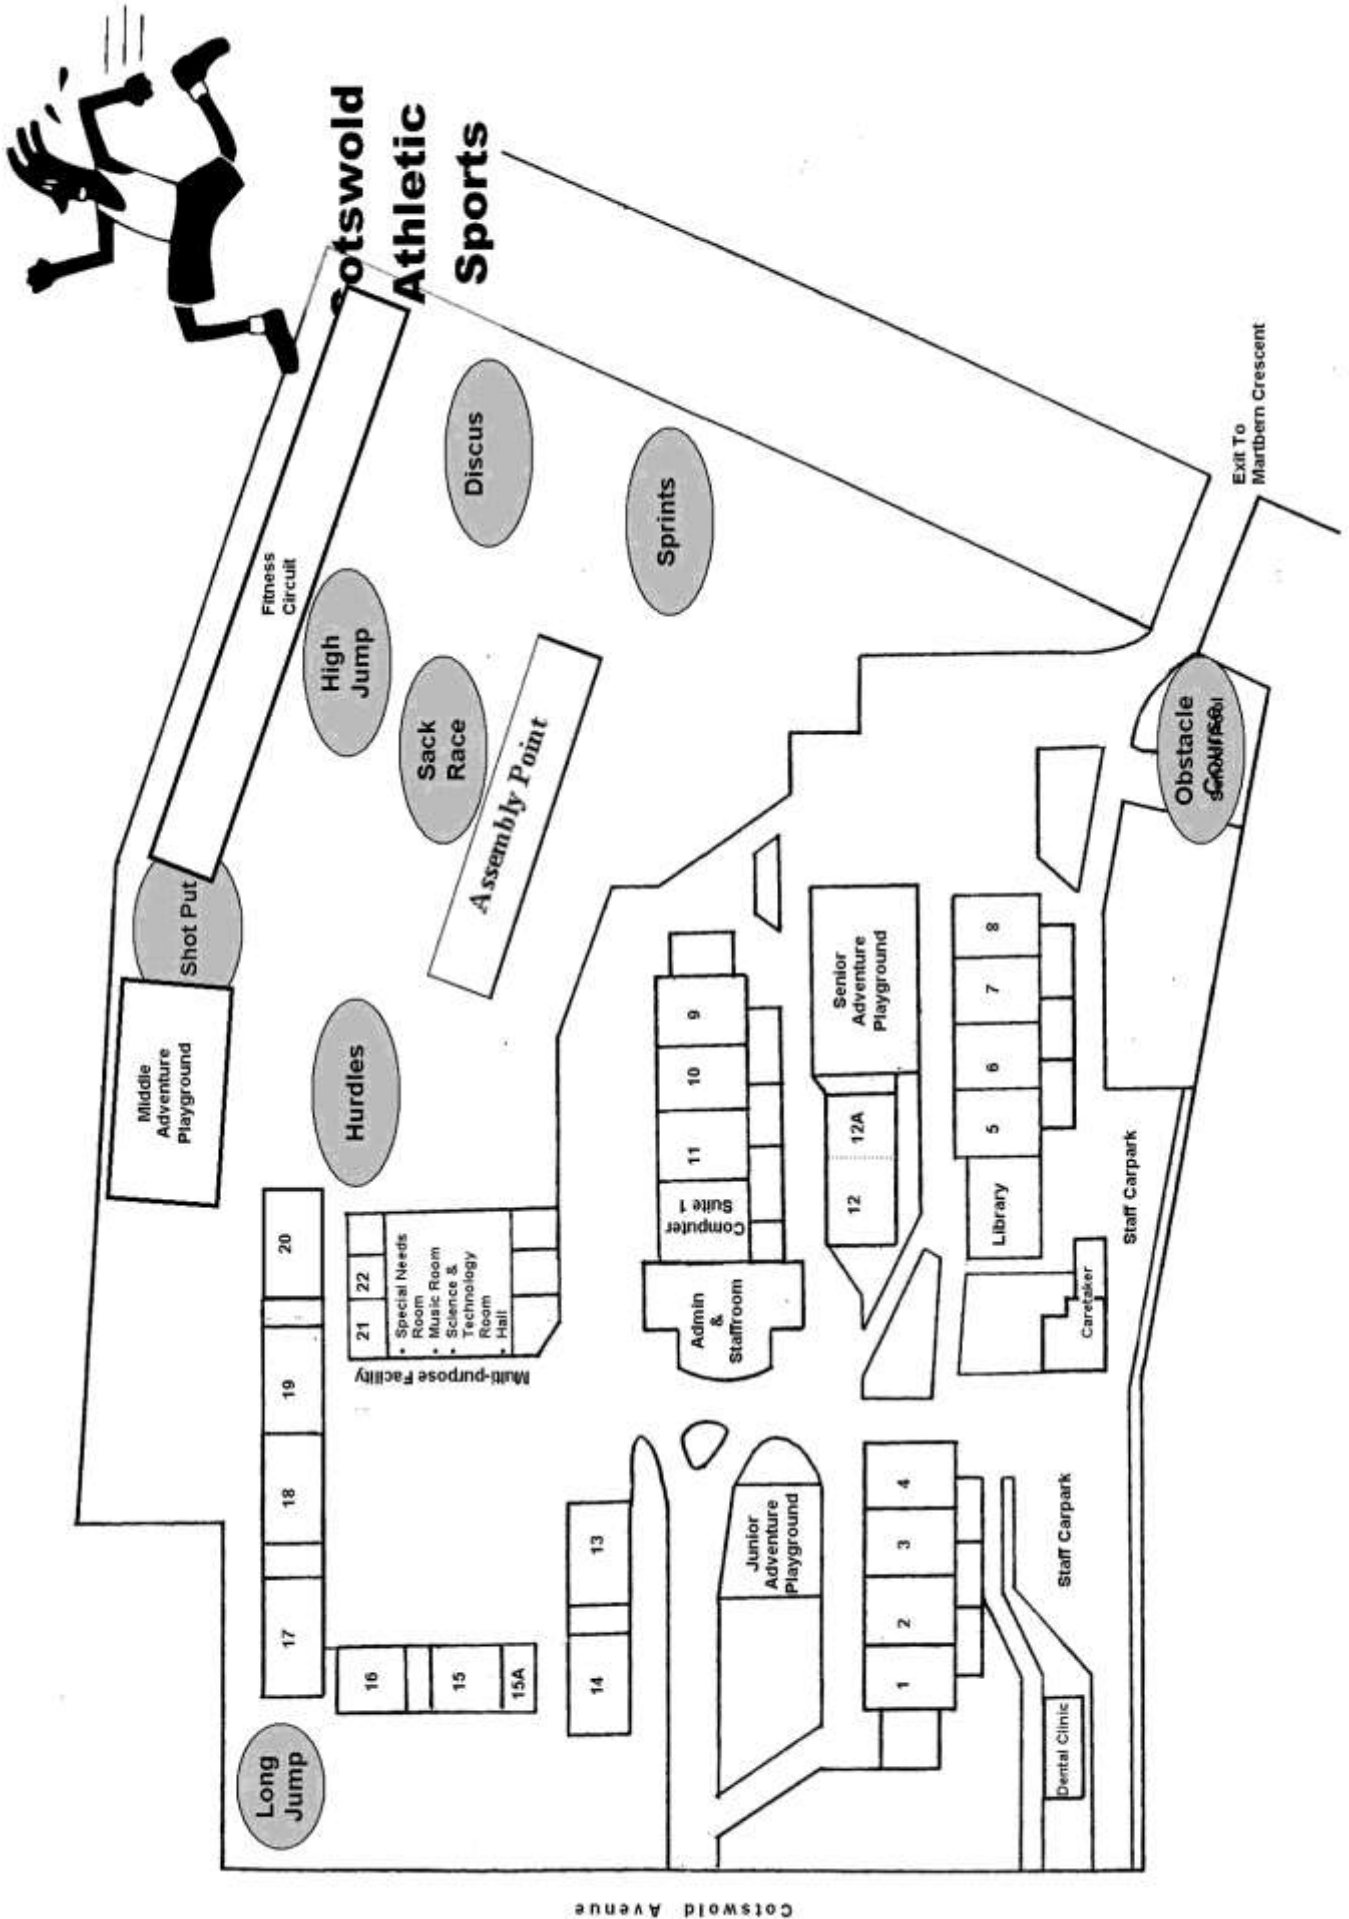 Cotswold
Athletic
Sports
Fitness
Circuit
Discus
Sprints
High
Jump
Sack
Race
Assembly Point
Shot Put
Middle
Adventure
Playground
Hurdles
Exit To
Martbern Crescent
Obstacle
Course
20
19
18
17
22
21
• Special Needs
Room
• Music Room
• Science &
Technology
Room
• Hall
Multi-purpose Facility
16
15
15A
14
13
Long
Jump
9
10
11
Computer
Suite 1
Admin
&
Staffroom
Senior
Adventure
Playground
12A
12
8
7
6
5
Library
Staff Carpark
Caretaker
Junior
Adventure
Playground
4
3
2
1
Staff Carpark
Dental Clinic
Cotswold Avenue